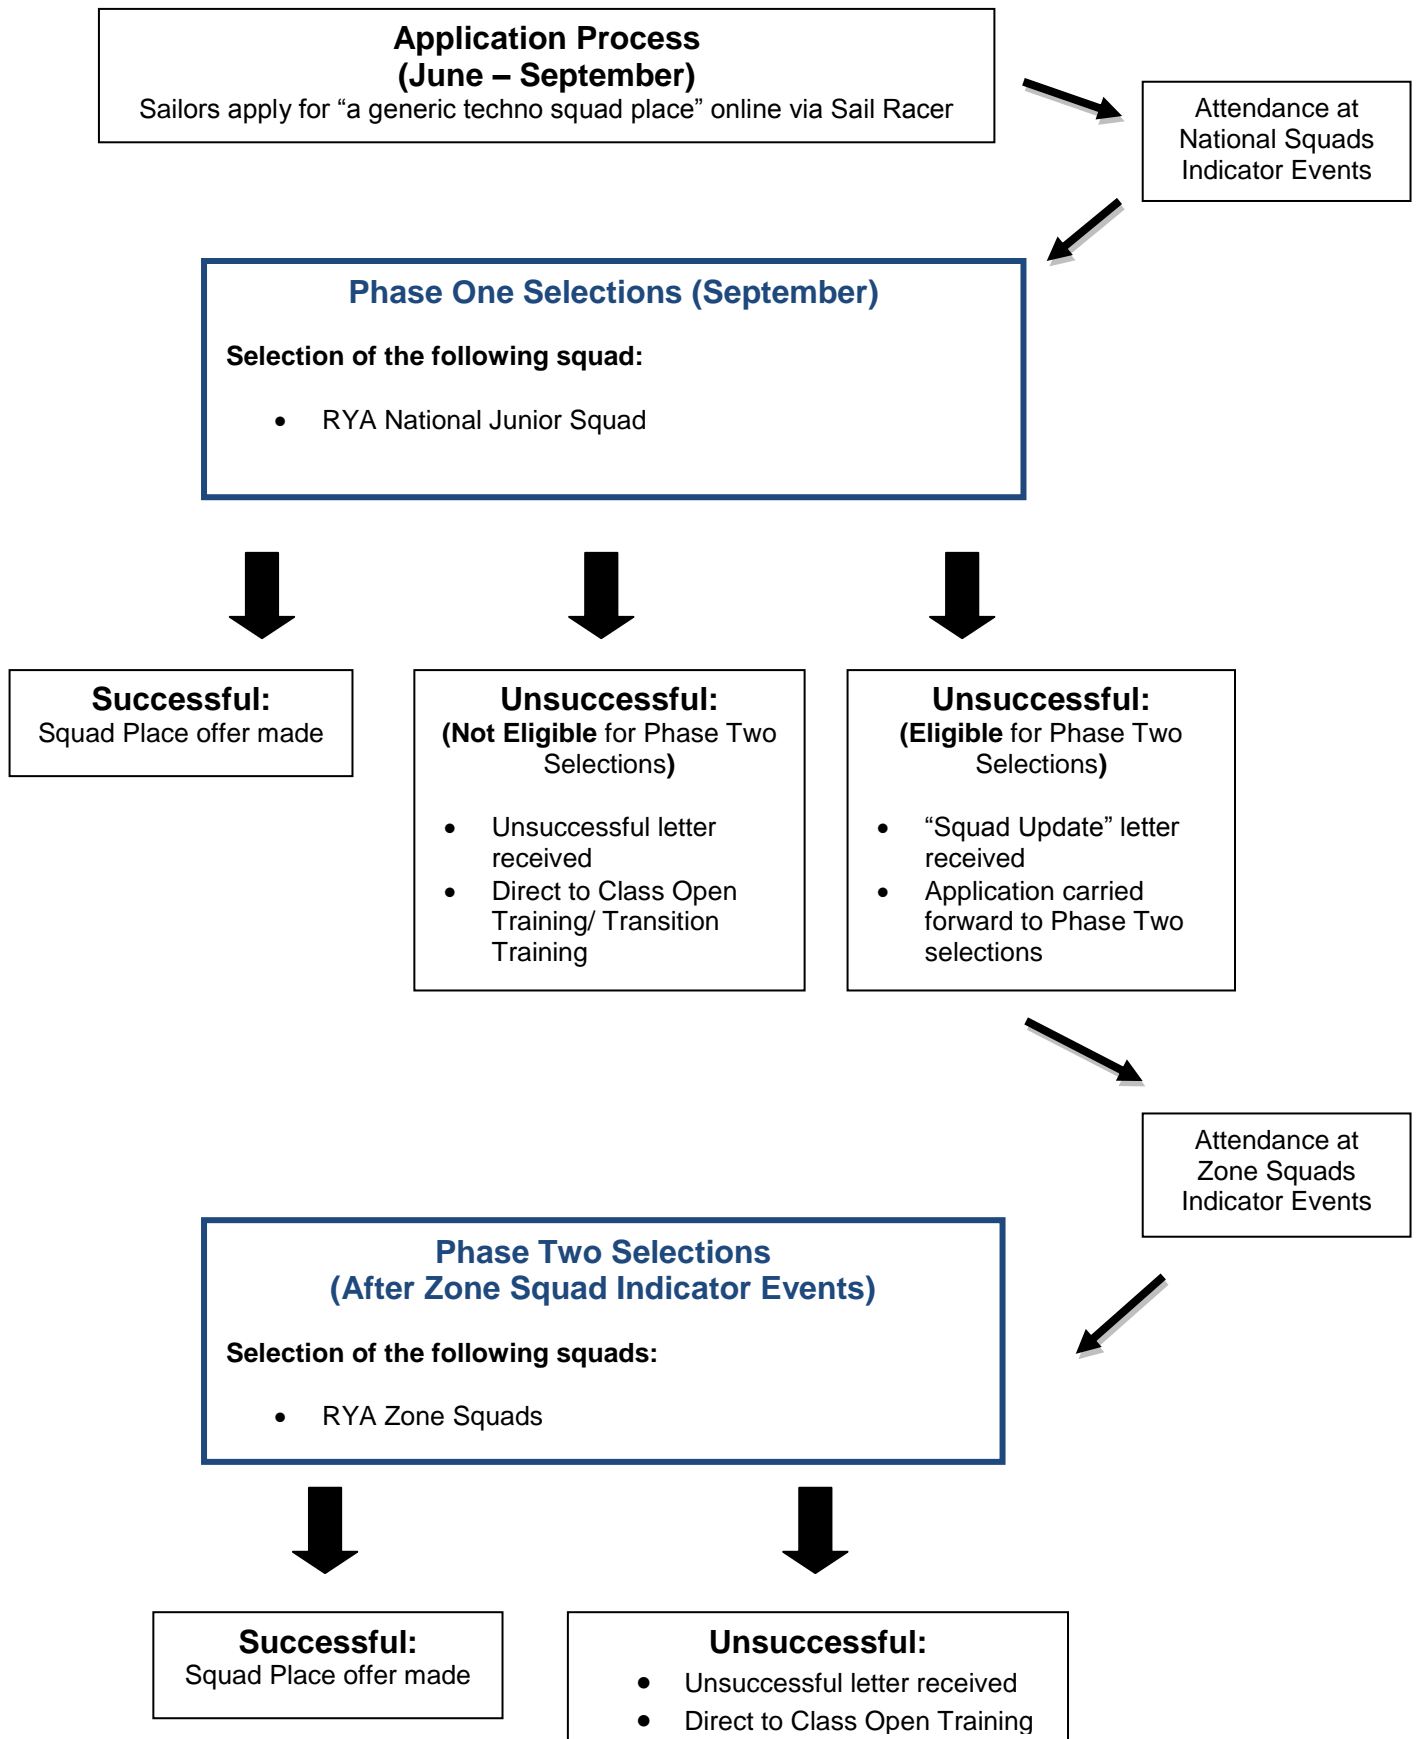 Application Process
(June – September)
Sailors apply for “a generic techno squad place” online via Sail Racer
Attendance at
National Squads
Indicator Events
Phase One Selections (September)
Selection of the following squad:
• RYA National Junior Squad
Successful:
Squad Place offer made
Unsuccessful:
(Not Eligible for Phase Two
Selections)
• Unsuccessful letter
received
• Direct to Class Open
Training/ Transition
Training
Unsuccessful:
(Eligible for Phase Two
Selections)
• “Squad Update” letter
received
• Application carried
forward to Phase Two
selections
Attendance at
Zone Squads
Indicator Events
Phase Two Selections
(After Zone Squad Indicator Events)
Selection of the following squads:
• RYA Zone Squads
Successful:
Squad Place offer made
Unsuccessful:
• Unsuccessful letter received
• Direct to Class Open Training